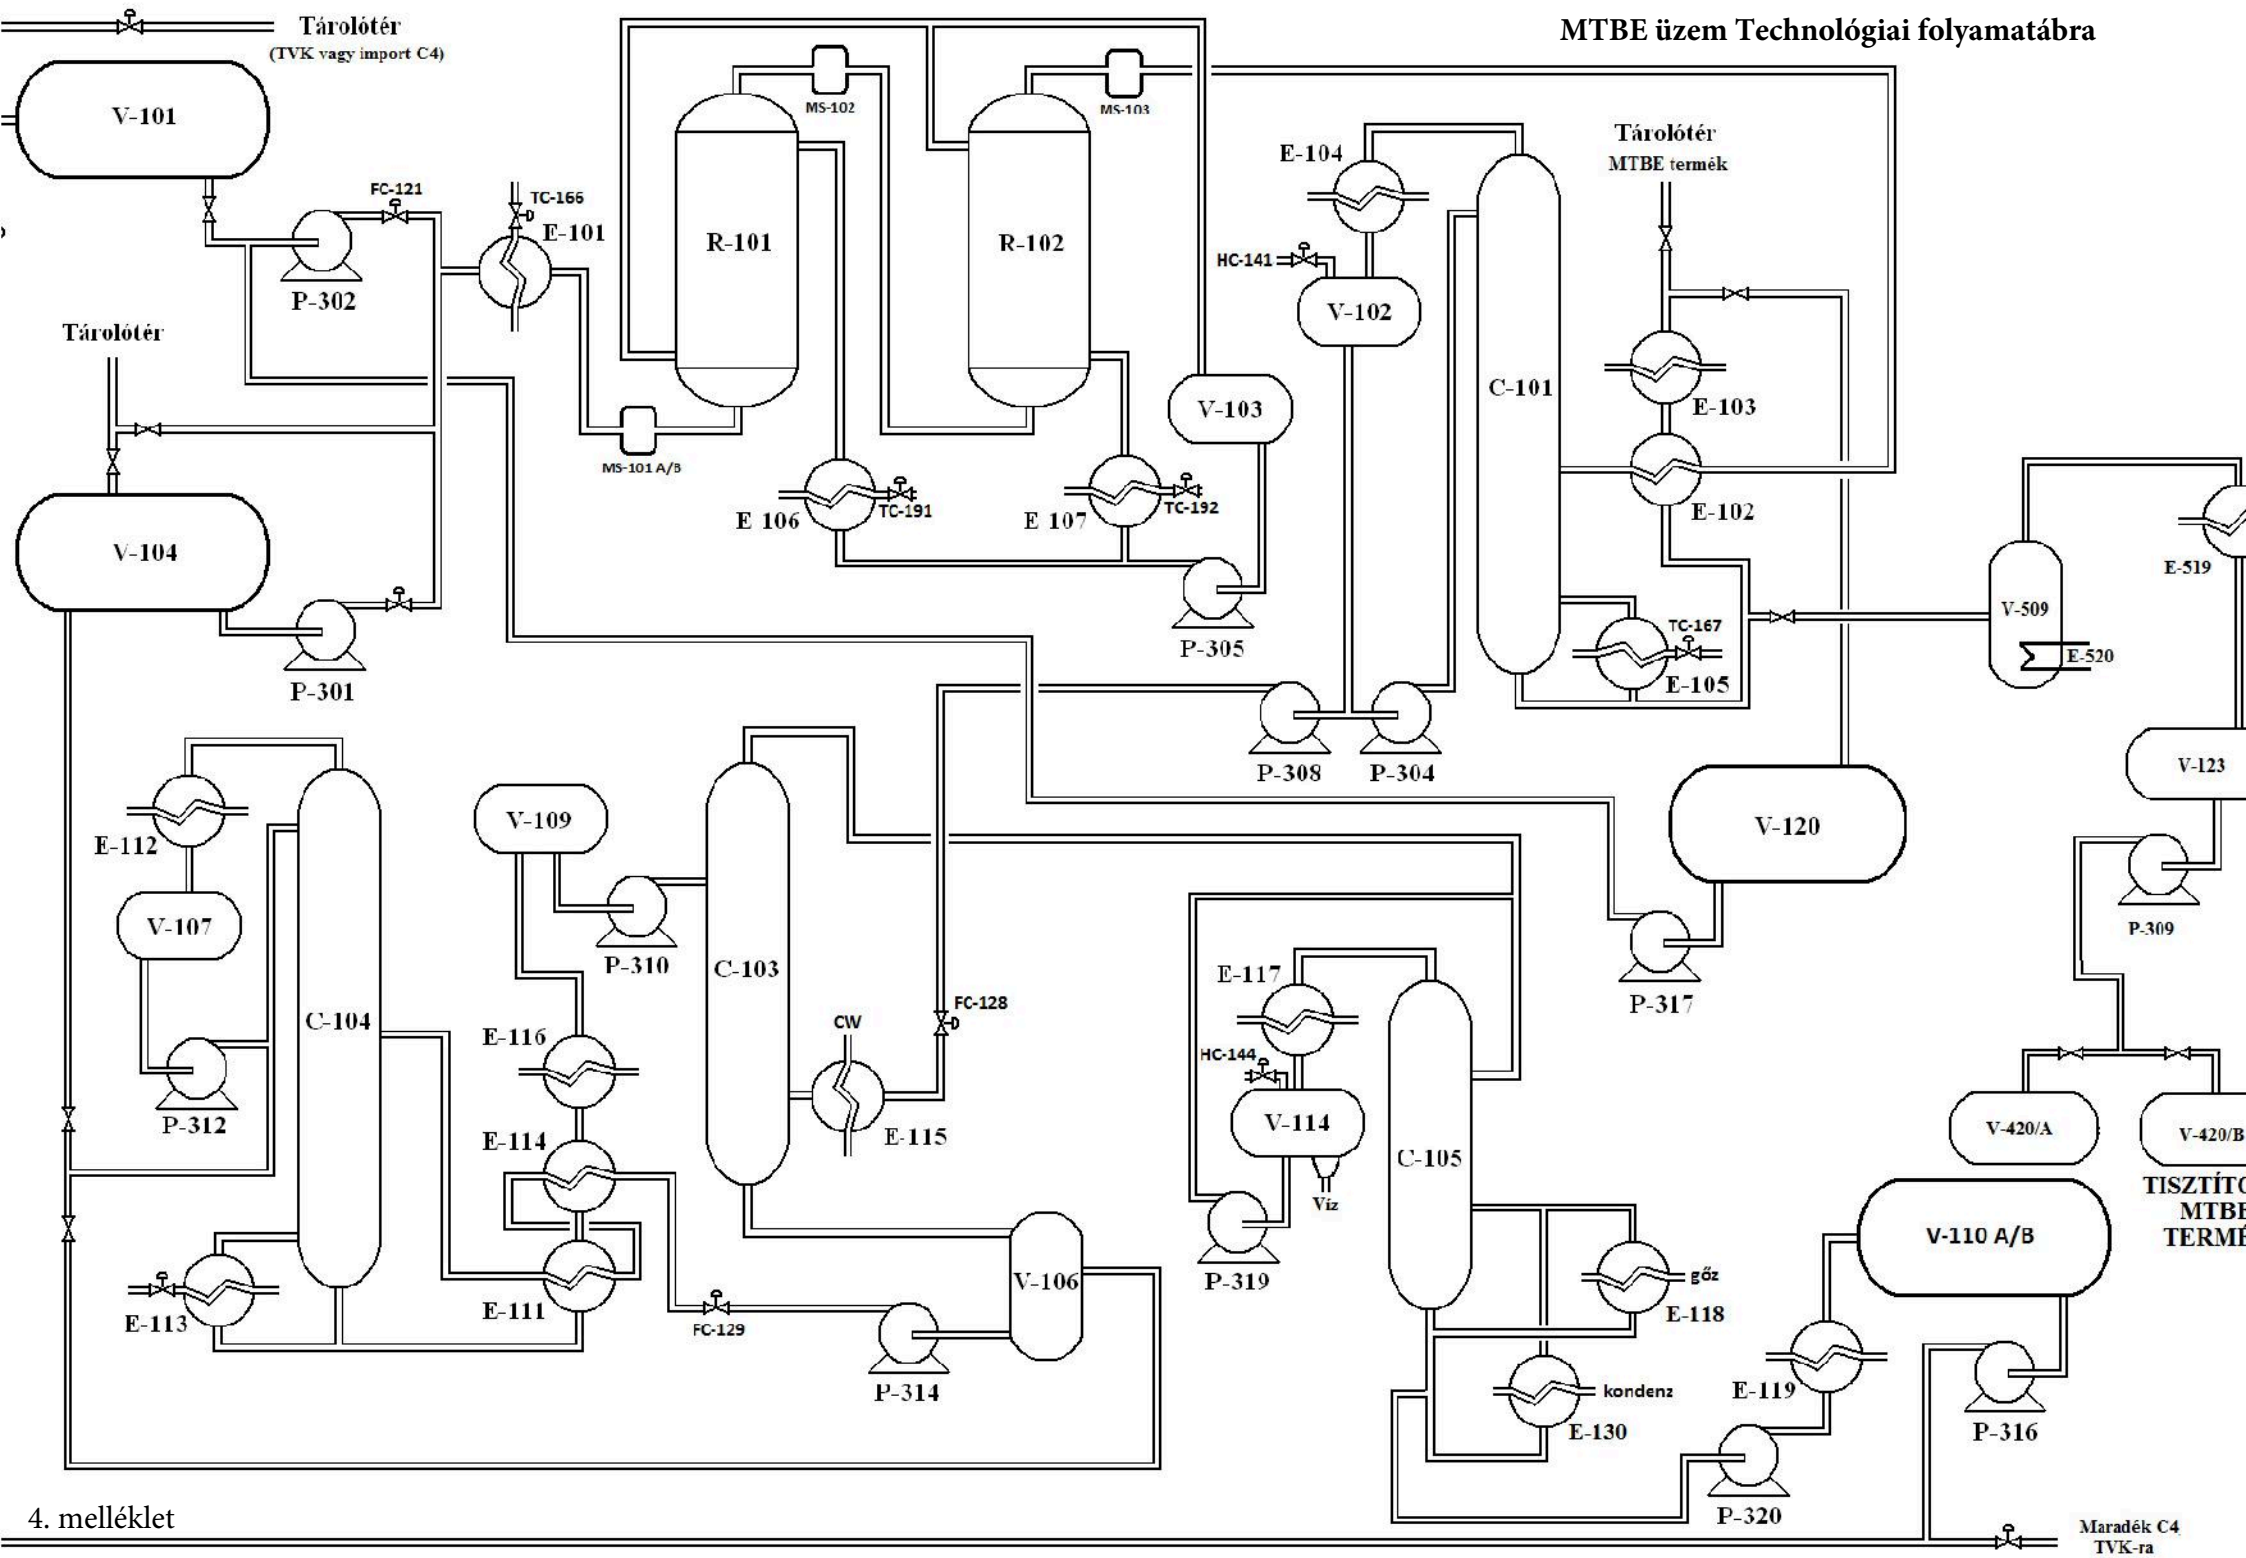 MTBE üzem Technológiai folyamatábra
Tárolótér
(TVK vagy import C4)
V-101
FC-121
P-302
TC-166
E-101
MS-102
MS-103
R-101
R-102
MS-101 A/B
E 106
TC-191
E 107
TC-192
V-103
P-305
E-104
HC-141
V-102
C-101
Tárolótér
MTBE termék
E-103
E-102
TC-167
E-105
V-509
E-520
E-519
V-123
P-309
Tárolótér
V-104
P-301
P-308
P-304
V-120
P-317
E-112
V-107
P-312
C-104
E-113
V-109
P-310
E-116
E-114
E-111
C-103
CW
E-115
FC-128
FC-129
P-314
V-106
E-117
HC-144
V-114
Víz
P-319
C-105
gőz
E-118
kondenz
E-130
V-420/A
V-420/B
TISZTÍTO
MTBE
TERMÉ
V-110 A/B
E-119
P-316
P-320
4. melléklet
Maradék C4
TVK-ra